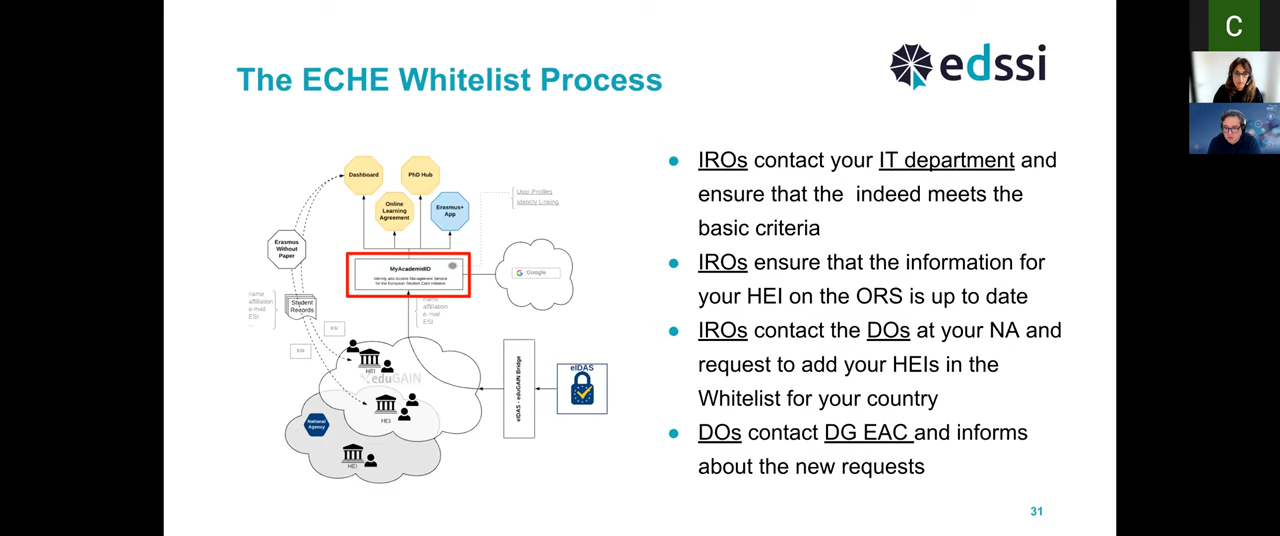 The ECHE Whitelist Process
edssi
C
Dashboard
PhD Hub
Online
Learning
Agreement
Erasmus+
App
User Profiles
Identity Linking
Erasmus
Without
Paper
MyAcademicID
Identity and Access Management Service
for the European Student Card Initiative
Google
name
affiliation
e-mail
ESI
...
Student
Records
name
affiliation
e-mail
ESI
ESI
ESI
HEI
eduGAIN
HEI
National
Agency
HEI
eIDAS - eduGAIN Bridge
eIDAS
IROs contact your IT department and
ensure that the indeed meets the
basic criteria
IROs ensure that the information for
your HEI on the ORS is up to date
IROs contact the DOs at your NA and
request to add your HEIs in the
Whitelist for your country
DOs contact DG EAC and informs
about the new requests
31